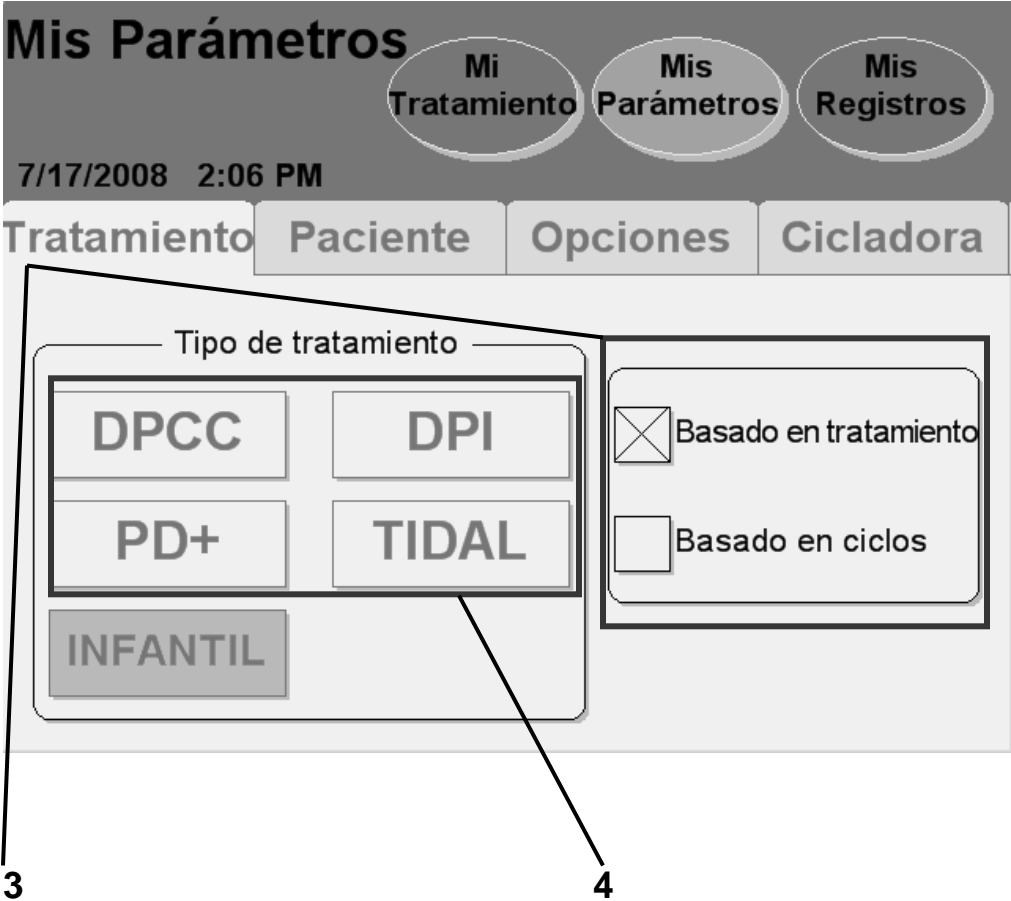 Mis Parámetros
Mi
Tratamiento
Mis
Parámetros
Mis
Registros
7/17/2008 2:06 PM
Tratamiento Paciente Opciones Cicladora
Tipo de tratamiento
DPCC DPI
PD+ TIDAL
INFANTIL
Basado en tratamiento
Basado en ciclos
3 4